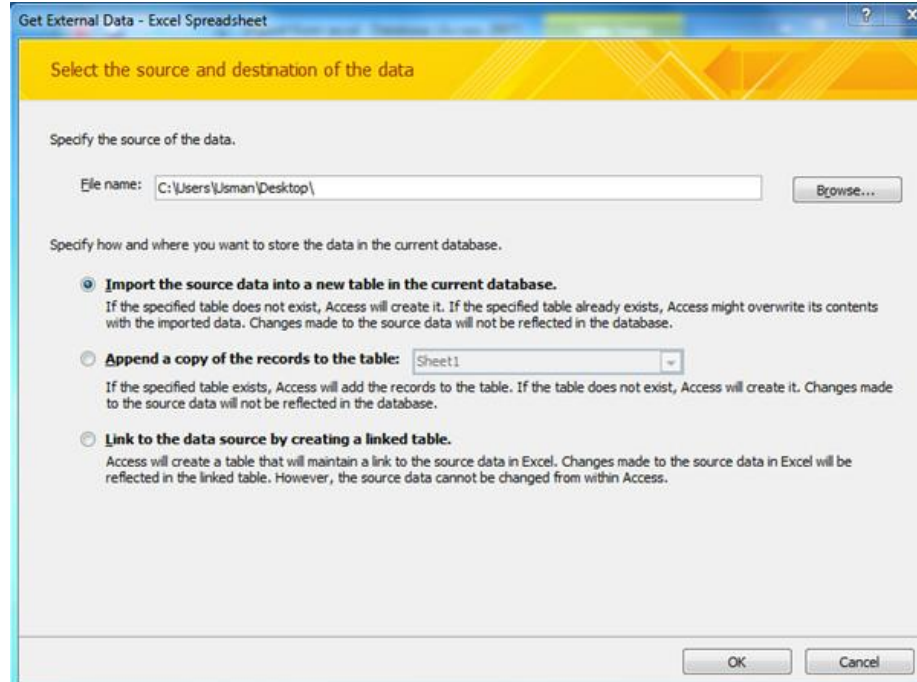 Get External Data - Excel Spreadsheet
?
x
Select the source and destination of the data
Specify the source of the data.
File name: C:\Users\Usman\Desktop\ Browse...
Specify how and where you want to store the data in the current database.
Import the source data into a new table in the current database.
If the specified table does not exist, Access will create it. If the specified table already exists, Access might overwrite its contents
with the imported data. Changes made to the source data will not be reflected in the database.
Append a copy of the records to the table: Sheet1
If the specified table exists, Access will add the records to the table. If the table does not exist, Access will create it. Changes made
to the source data will not be reflected in the database.
Link to the data source by creating a linked table.
Access will create a table that will maintain a link to the source data in Excel. Changes made to the source data in Excel will be
reflected in the linked table. However, the source data cannot be changed from within Access.
OK Cancel